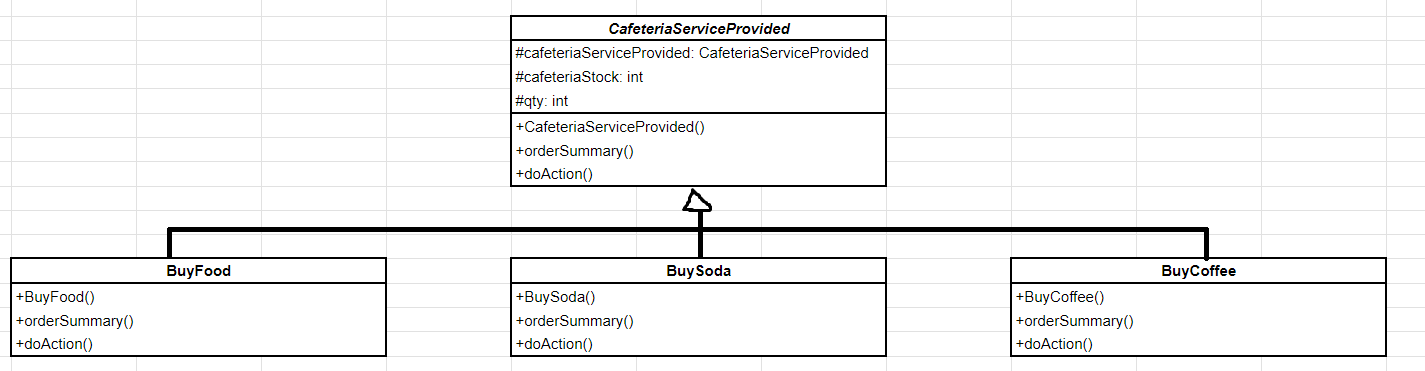 CafeteriaServiceProvided
#cafeteriaServiceProvided: CafeteriaServiceProvided
#cafeteriaStock: int
#qty: int
+CafeteriaServiceProvided()
+orderSummary()
+doAction()
BuyFood
+BuyFood()
+orderSummary()
+doAction()
BuySoda
+BuySoda()
+orderSummary()
+doAction()
BuyCoffee
+BuyCoffee()
+orderSummary()
+doAction()